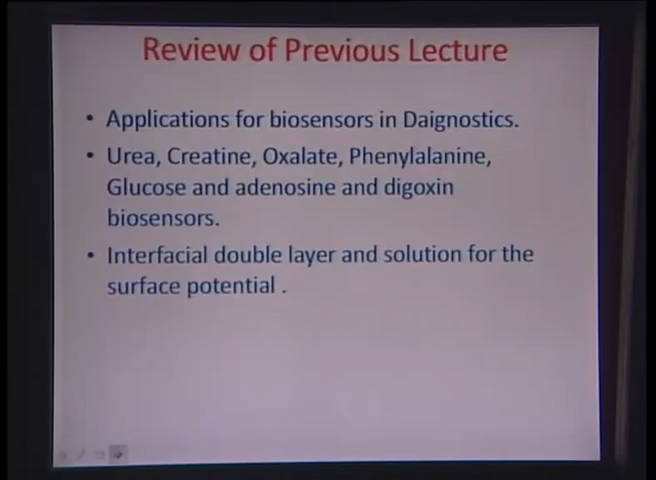 Review of Previous Lecture
• Applications for biosensors in Daignostics.
• Urea, Creatine, Oxalate, Phenylalanine,
Glucose and adenosine and digoxin
biosensors.
• Interfacial double layer and solution for the
surface potential .